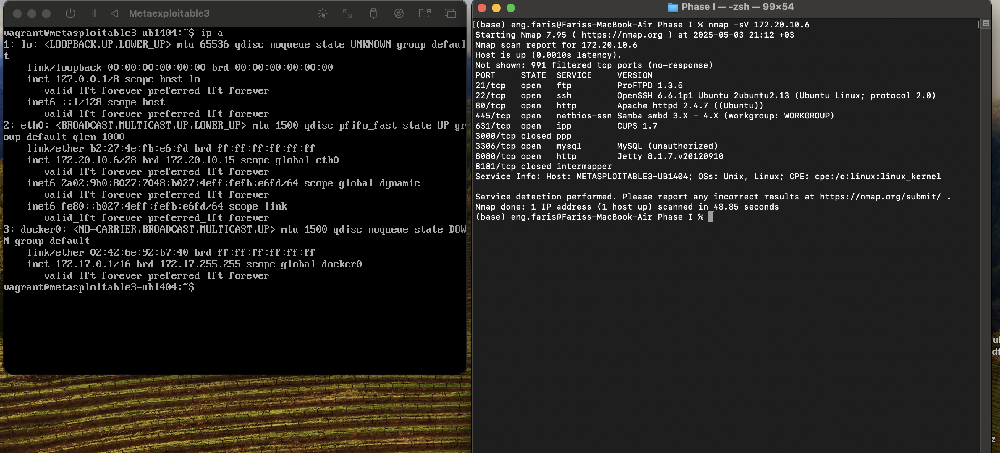 Metaexploitable3
vagrant@metasploitable3-ub1404:~$ ip a
1: lo: <LOOPBACK,UP,LOWER_UP> mtu 65536 qdisc noqueue state UNKNOWN group defaul
t
    link/loopback 00:00:00:00:00:00 brd 00:00:00:00:00:00
    inet 127.0.0.1/8 scope host lo
       valid_lft forever preferred_lft forever
    inet6 ::1/128 scope host
       valid_lft forever preferred_lft forever
2: eth0: <BROADCAST,MULTICAST,UP,LOWER_UP> mtu 1500 qdisc pfifo_fast state UP gr
oup default qlen 1000
    link/ether b2:27:4e:fb:e6:fd brd ff:ff:ff:ff:ff:ff
    inet 172.20.10.6/28 brd 172.20.10.15 scope global eth0
       valid_lft forever preferred_lft forever
    inet6 2a02:9b0:8027:7048:b027:4eff:fefb:e6fd/64 scope global dynamic
       valid_lft forever preferred_lft forever
    inet6 fe80::b027:4eff:fefb:e6fd/64 scope link
       valid_lft forever preferred_lft forever
3: docker0: <NO-CARRIER,BROADCAST,MULTICAST,UP> mtu 1500 qdisc noqueue state DOW
N group default
    link/ether 02:42:6e:92:b7:40 brd ff:ff:ff:ff:ff:ff
    inet 172.17.0.1/16 brd 172.17.255.255 scope global docker0
       valid_lft forever preferred_lft forever
vagrant@metasploitable3-ub1404:~$
Phase I — -zsh — 99×54
[(base) eng.faris@Fariss-MacBook-Air Phase I % nmap -sV 172.20.10.6 ]
Starting Nmap 7.95 ( https://nmap.org ) at 2025-05-03 21:12 +03
Nmap scan report for 172.20.10.6
Host is up (0.0010s latency).
Not shown: 991 filtered tcp ports (no-response)
PORT     STATE  SERVICE     VERSION
21/tcp   open   ftp         ProFTPD 1.3.5
22/tcp   open   ssh         OpenSSH 6.6.1p1 Ubuntu 2ubuntu2.13 (Ubuntu Linux; protocol 2.0)
80/tcp   open   http        Apache httpd 2.4.7 ((Ubuntu))
445/tcp  open   netbios-ssn Samba smbd 3.X - 4.X (workgroup: WORKGROUP)
631/tcp  open   ipp         CUPS 1.7
3000/tcp closed ppp
3306/tcp open   mysql       MySQL (unauthorized)
8080/tcp open   http        Jetty 8.1.7.v20120910
8181/tcp closed intermapper
Service Info: Host: METASPLOITABLE3-UB1404; OSs: Unix, Linux; CPE: cpe:/o:linux:linux_kernel
Service detection performed. Please report any incorrect results at https://nmap.org/submit/ .
Nmap done: 1 IP address (1 host up) scanned in 48.85 seconds
(base) eng.faris@Fariss-MacBook-Air Phase I %